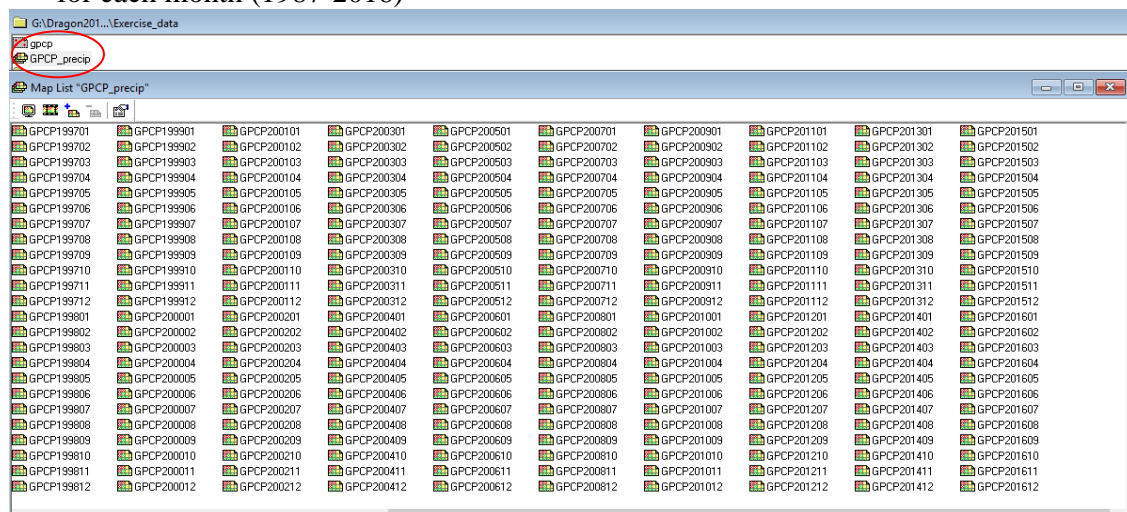 for each month (1987-2016)
G:\Dragon201...\Exercise_data
gpcp
GPCP_precip
Map List "GPCP_precip"
GPCP199701 GPCP199901 GPCP200101 GPCP200301 GPCP200501 GPCP200701 GPCP200901 GPCP201101 GPCP201301 GPCP201501
GPCP199702 GPCP199902 GPCP200102 GPCP200302 GPCP200502 GPCP200702 GPCP200902 GPCP201102 GPCP201302 GPCP201502
GPCP199703 GPCP199903 GPCP200103 GPCP200303 GPCP200503 GPCP200703 GPCP200903 GPCP201103 GPCP201303 GPCP201503
GPCP199704 GPCP199904 GPCP200104 GPCP200304 GPCP200504 GPCP200704 GPCP200904 GPCP201104 GPCP201304 GPCP201504
GPCP199705 GPCP199905 GPCP200105 GPCP200305 GPCP200505 GPCP200705 GPCP200905 GPCP201105 GPCP201305 GPCP201505
GPCP199706 GPCP199906 GPCP200106 GPCP200306 GPCP200506 GPCP200706 GPCP200906 GPCP201106 GPCP201306 GPCP201506
GPCP199707 GPCP199907 GPCP200107 GPCP200307 GPCP200507 GPCP200707 GPCP200907 GPCP201107 GPCP201307 GPCP201507
GPCP199708 GPCP199908 GPCP200108 GPCP200308 GPCP200508 GPCP200708 GPCP200908 GPCP201108 GPCP201308 GPCP201508
GPCP199709 GPCP199909 GPCP200109 GPCP200309 GPCP200509 GPCP200709 GPCP200909 GPCP201109 GPCP201309 GPCP201509
GPCP199710 GPCP199910 GPCP200110 GPCP200310 GPCP200510 GPCP200710 GPCP200910 GPCP201110 GPCP201310 GPCP201510
GPCP199711 GPCP199911 GPCP200111 GPCP200311 GPCP200511 GPCP200711 GPCP200911 GPCP201111 GPCP201311 GPCP201511
GPCP199712 GPCP199912 GPCP200112 GPCP200312 GPCP200512 GPCP200712 GPCP200912 GPCP201112 GPCP201312 GPCP201512
GPCP199801 GPCP200001 GPCP200201 GPCP200401 GPCP200601 GPCP200801 GPCP201001 GPCP201201 GPCP201401 GPCP201601
GPCP199802 GPCP200002 GPCP200202 GPCP200402 GPCP200602 GPCP200802 GPCP201002 GPCP201202 GPCP201402 GPCP201602
GPCP199803 GPCP200003 GPCP200203 GPCP200403 GPCP200603 GPCP200803 GPCP201003 GPCP201203 GPCP201403 GPCP201603
GPCP199804 GPCP200004 GPCP200204 GPCP200404 GPCP200604 GPCP200804 GPCP201004 GPCP201204 GPCP201404 GPCP201604
GPCP199805 GPCP200005 GPCP200205 GPCP200405 GPCP200605 GPCP200805 GPCP201005 GPCP201205 GPCP201405 GPCP201605
GPCP199806 GPCP200006 GPCP200206 GPCP200406 GPCP200606 GPCP200806 GPCP201006 GPCP201206 GPCP201406 GPCP201606
GPCP199807 GPCP200007 GPCP200207 GPCP200407 GPCP200607 GPCP200807 GPCP201007 GPCP201207 GPCP201407 GPCP201607
GPCP199808 GPCP200008 GPCP200208 GPCP200408 GPCP200608 GPCP200808 GPCP201008 GPCP201208 GPCP201408 GPCP201608
GPCP199809 GPCP200009 GPCP200209 GPCP200409 GPCP200609 GPCP200809 GPCP201009 GPCP201209 GPCP201409 GPCP201609
GPCP199810 GPCP200010 GPCP200210 GPCP200410 GPCP200610 GPCP200810 GPCP201010 GPCP201210 GPCP201410 GPCP201610
GPCP199811 GPCP200011 GPCP200211 GPCP200411 GPCP200611 GPCP200811 GPCP201011 GPCP201211 GPCP201411 GPCP201611
GPCP199812 GPCP200012 GPCP200212 GPCP200412 GPCP200612 GPCP200812 GPCP201012 GPCP201212 GPCP201412 GPCP201612